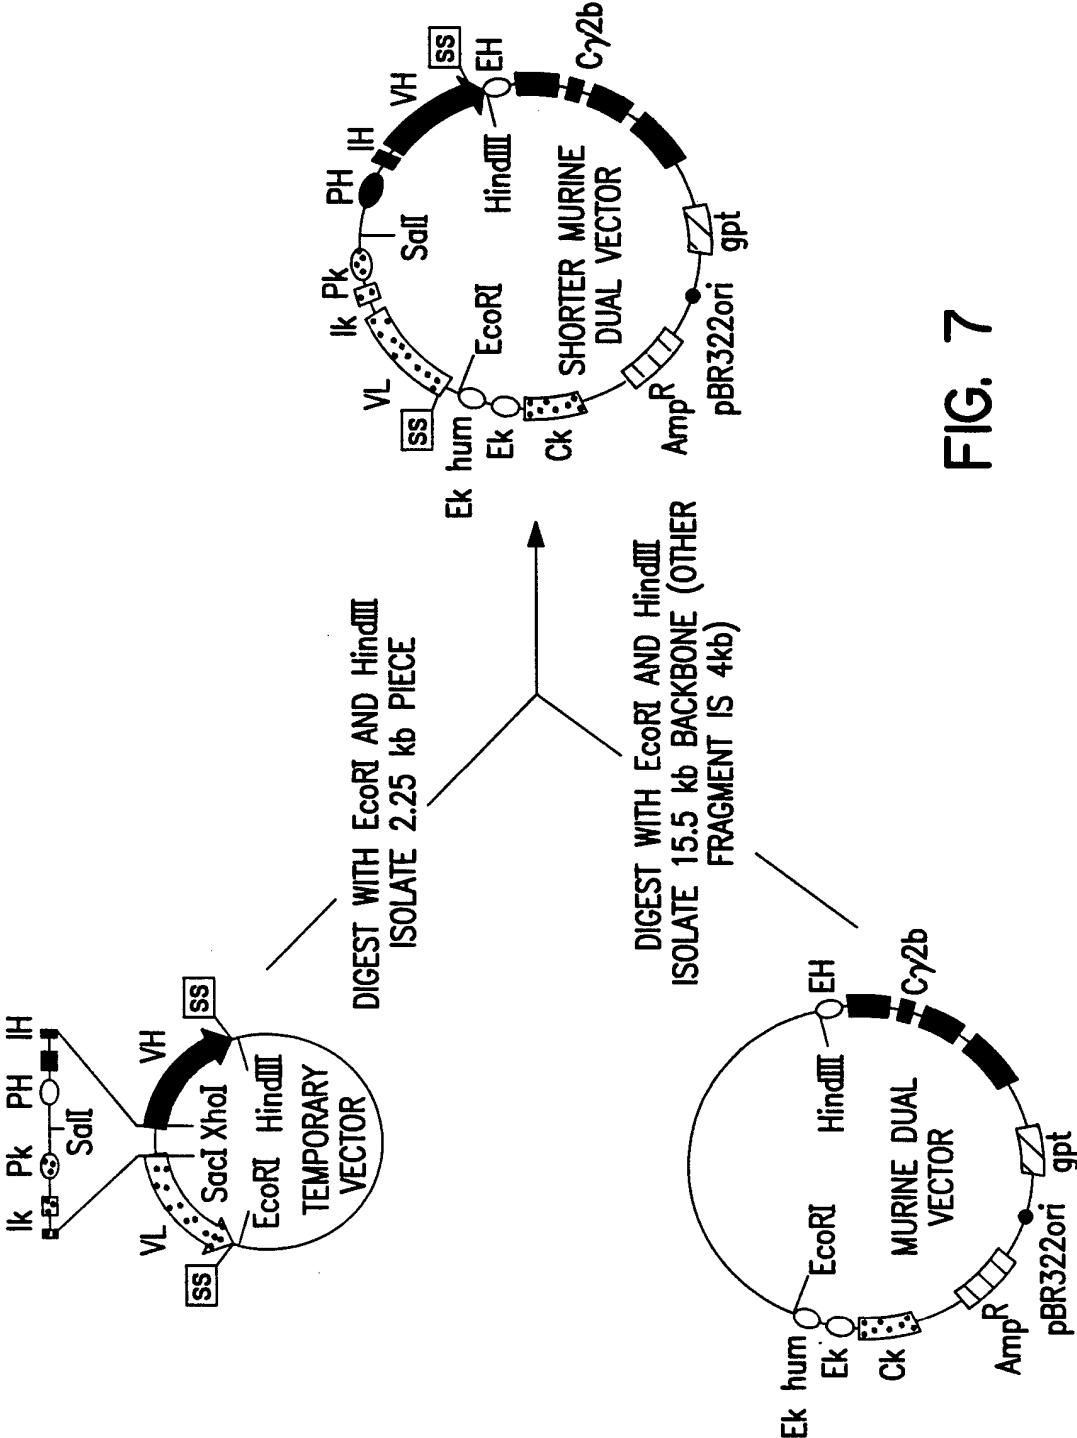 Ik
Pk
PH
IH
SalI
VL
VH
ss
ss
SacI
XhoI
EcoRI
HindIII
TEMPORARY
VECTOR
DIGEST WITH EcoRI AND HindIII
ISOLATE 2.25 kb PIECE
Ek hum
Ek
Ck
EcoRI
HindIII
EH
Cγ2b
MURINE DUAL
VECTOR
AmpR
pBR322ori
gpt
DIGEST WITH EcoRI AND HindIII
ISOLATE 15.5 kb BACKBONE (OTHER
FRAGMENT IS 4kb)
ss
VL
Ik
Pk
SalI
PH
IH
VH
ss
Ek hum
Ek
Ck
EcoRI
HindIII
EH
Cγ2b
SHORTER MURINE
DUAL VECTOR
AmpR
pBR322ori
gpt
FIG. 7